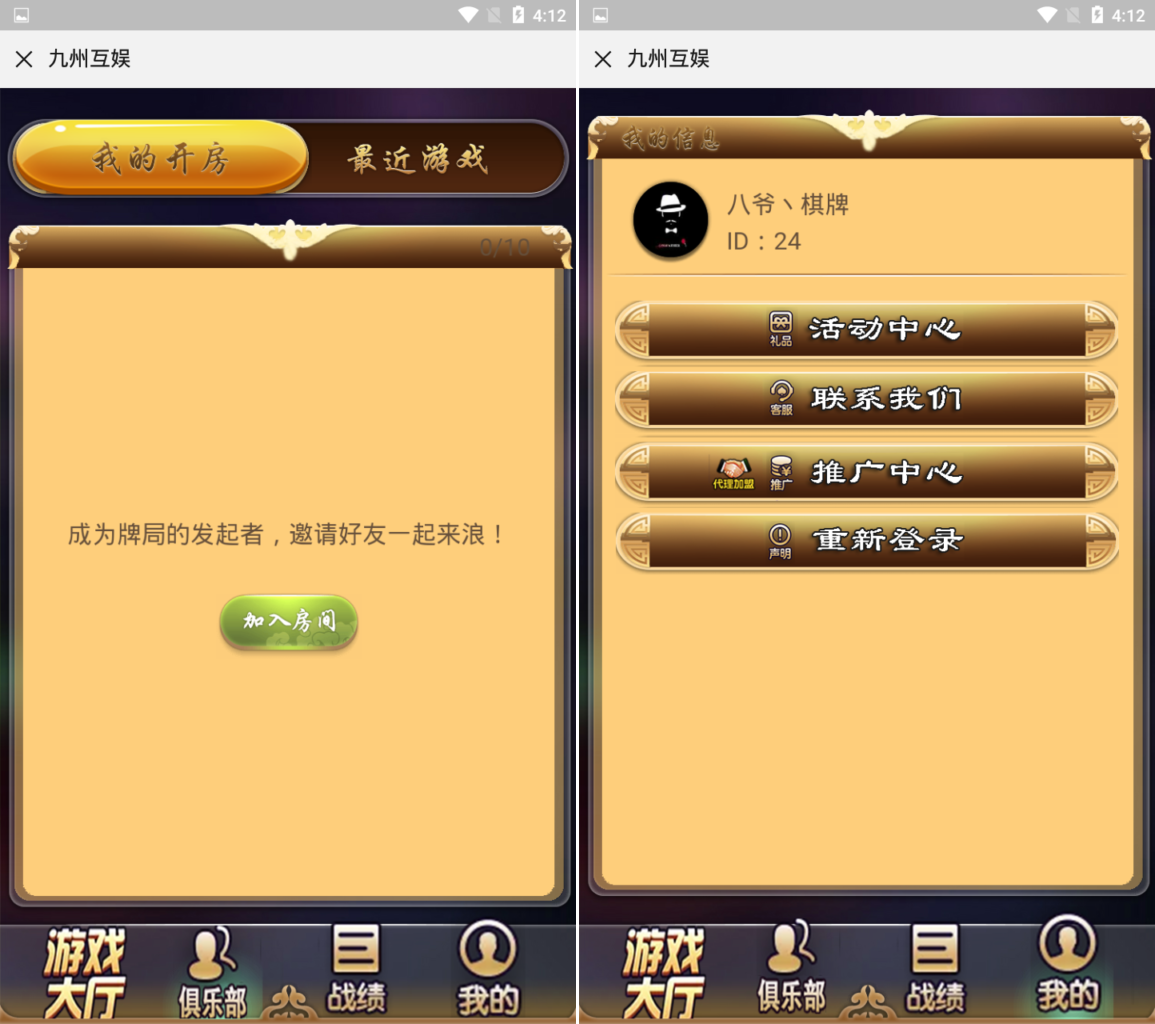 4:12
九州互娱
我的开房
最近游戏
0/10
成为牌局的发起者，邀请好友一起来浪！
加入房间
游戏大厅
俱乐部
战绩
我的
4:12
九州互娱
我的信息
八爷丶棋牌
ID：24
礼品
活动中心
客服
联系我们
代理加盟
推广
推广中心
声明
重新登录
游戏大厅
俱乐部
战绩
我的